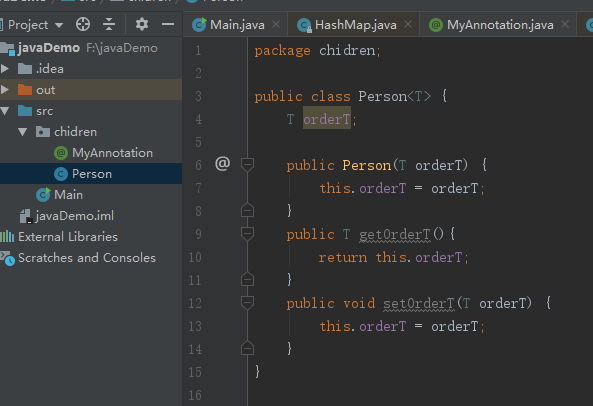 src
children
Person
Project
Main.java
HashMap.java
MyAnnotation.java
javaDemo F:\javaDemo
.idea
out
src
chidren
MyAnnotation
Person
Main
javaDemo.iml
External Libraries
Scratches and Consoles
1 package chidren;
2
3 public class Person<T> {
4 T orderT;
5
6 @ public Person(T orderT) {
7 this.orderT = orderT;
8 }
9 public T getOrderT(){
10 return this.orderT;
11 }
12 public void setOrderT(T orderT) {
13 this.orderT = orderT;
14 }
15 }
16